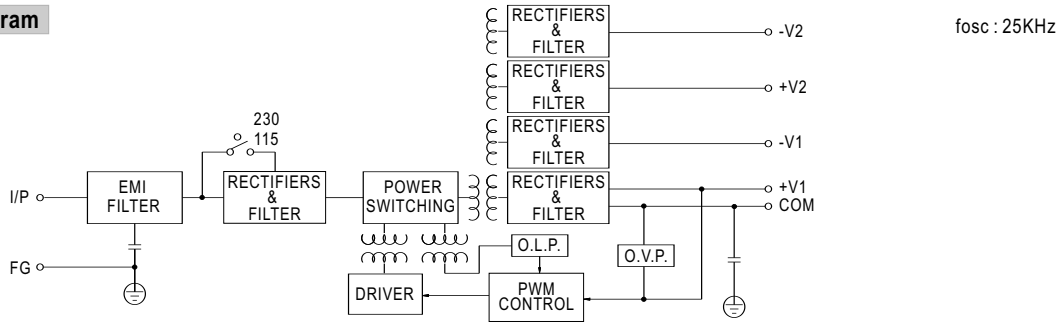 ram
fosc : 25KHz
RECTIFIERS
&
FILTER
-V2
RECTIFIERS
&
FILTER
+V2
230
115
RECTIFIERS
&
FILTER
-V1
I/P
EMI
FILTER
RECTIFIERS
&
FILTER
POWER
SWITCHING
RECTIFIERS
&
FILTER
+V1
COM
O.L.P.
O.V.P.
FG
DRIVER
PWM
CONTROL